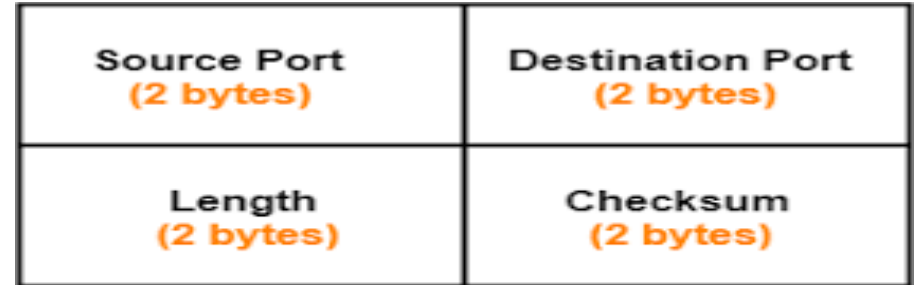 Source Port
(2 bytes)
Destination Port
(2 bytes)
Length
(2 bytes)
Checksum
(2 bytes)